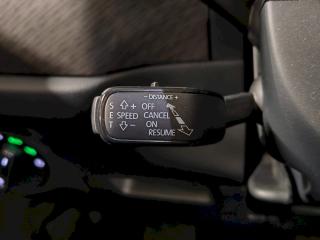 − DISTANCE +
S ⇧ + OFF
E SPEED CANCEL
T ⇩ − ON
RESUME